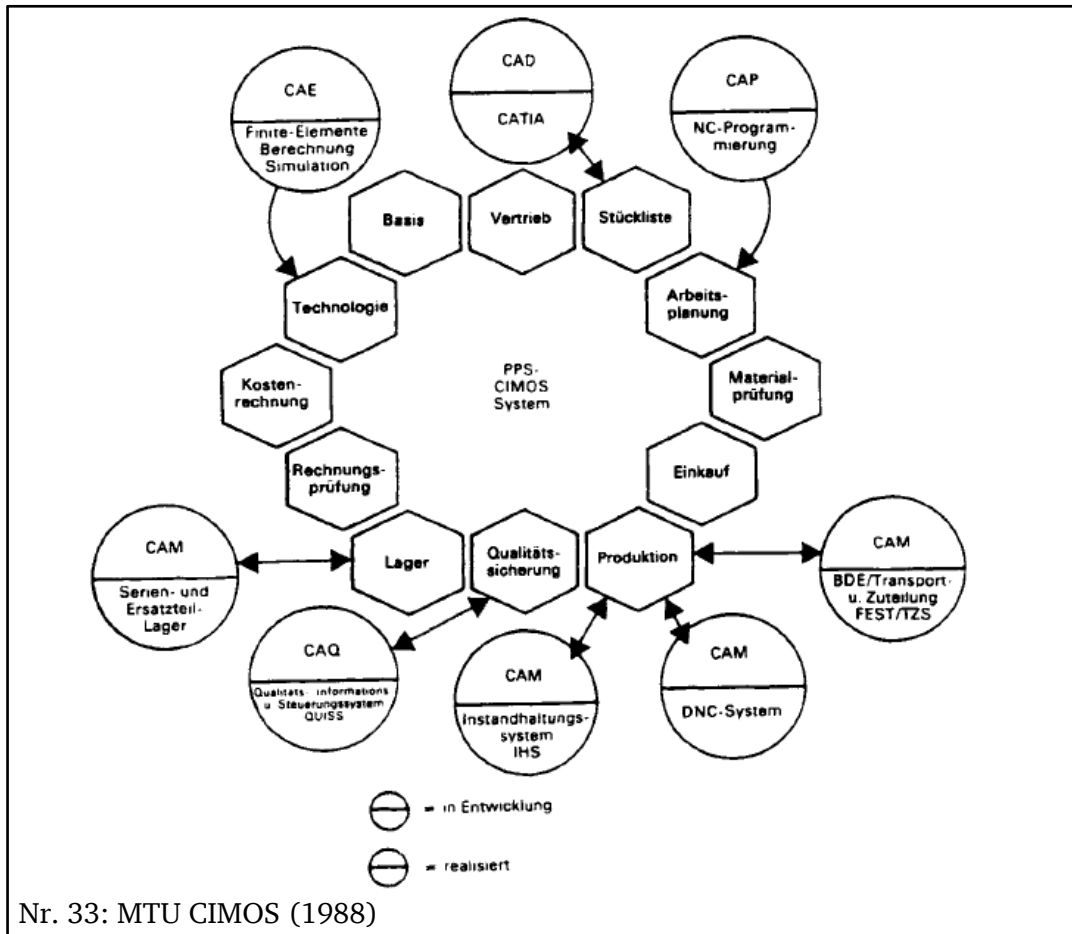 CAE
Finite-Elemente
Berechnung
Simulation
CAD
CATIA
CAP
NC-Program-
mierung
Basis
Vertrieb
Stückliste
Technologie
Arbeits-
planung
Kosten-
rechnung
PPS-
CIMOS
System
Material-
prüfung
Rechnungs-
prüfung
Einkauf
Lager
Qualitäts-
sicherung
Produktion
CAM
Serien- und
Ersatzteil-
Lager
CAM
BDE/Transport-
u. Zuteilung
FEST/TZS
CAQ
Qualitäts- informations
u Steuerungssystem
QUISS
CAM
Instandhaltungs-
system
IHS
CAM
DNC-System
= in Entwicklung
= realisiert
Nr. 33: MTU CIMOS (1988)